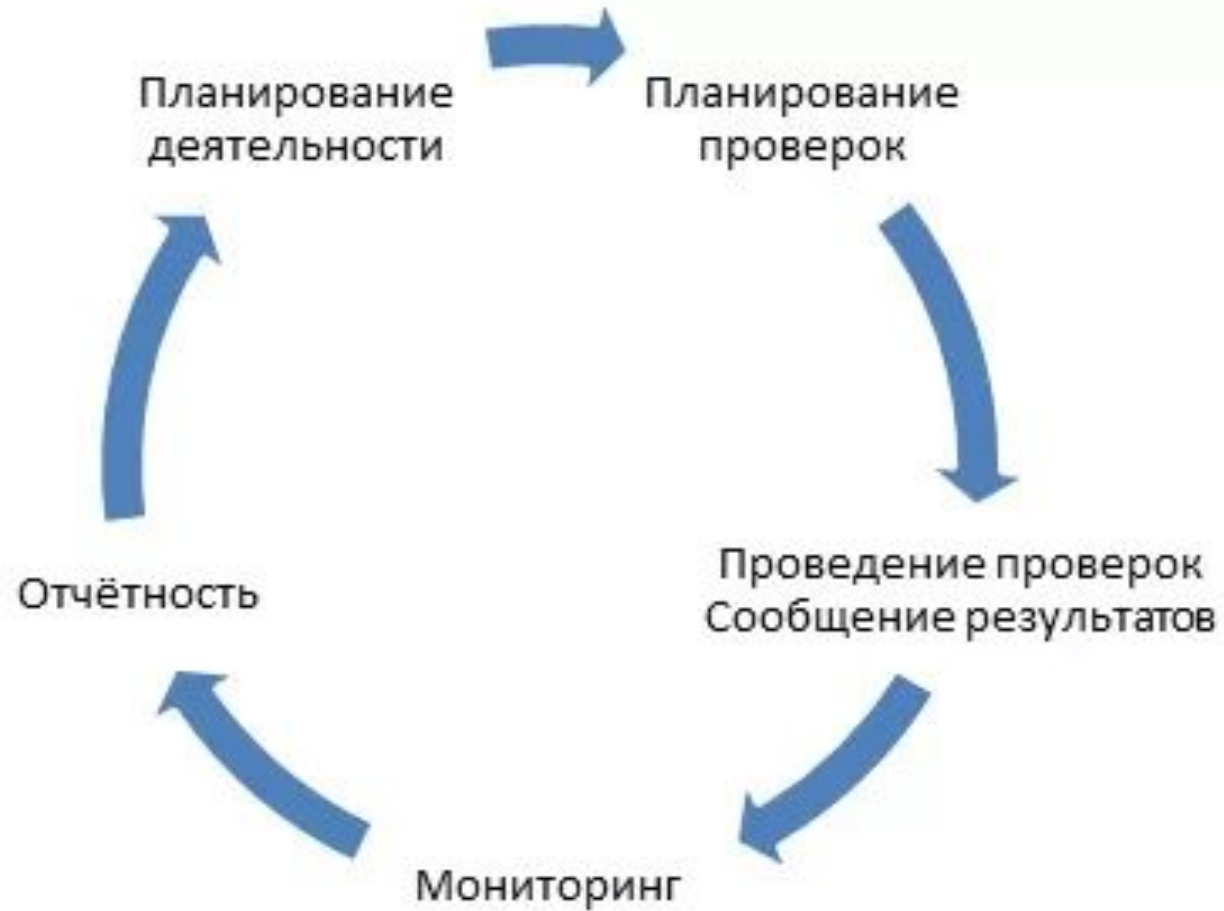 Планирование
деятельности
Планирование
проверок
Проведение проверок
Сообщение результатов
Мониторинг
Отчётность